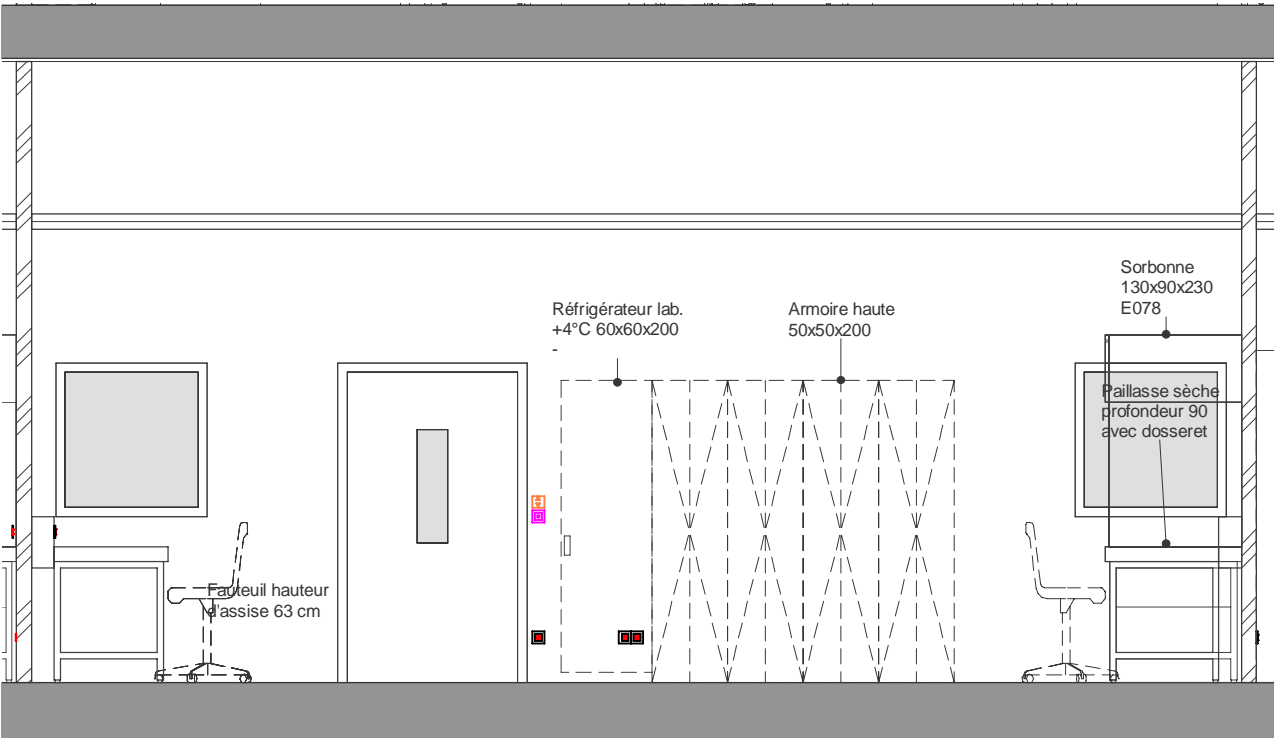 Sorbonne
130x90x230
E078
Réfrigérateur lab.
+4°C 60x60x200
-
Armoire haute
50x50x200
Paillasse sèche
profondeur 90
avec dosseret
Fauteuil hauteur
d'assise 63 cm